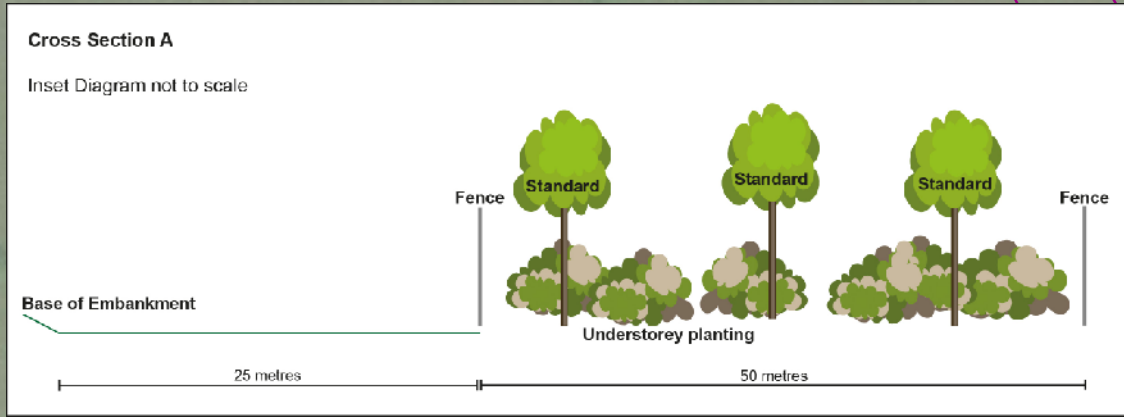 Cross Section A
Inset Diagram not to scale
Standard
Standard
Standard
Fence
Fence
Base of Embankment
Understorey planting
25 metres
50 metres